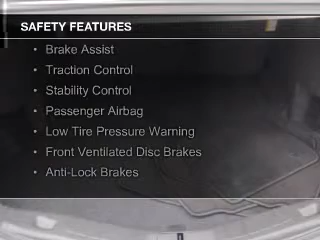 SAFETY FEATURES
• Brake Assist
• Traction Control
• Stability Control
• Passenger Airbag
• Low Tire Pressure Warning
• Front Ventilated Disc Brakes
• Anti-Lock Brakes